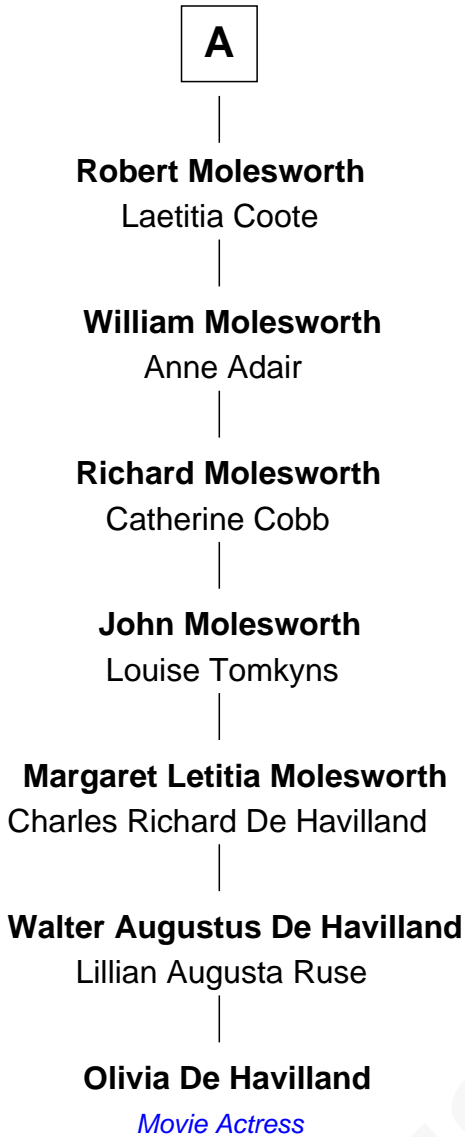 A
Robert Molesworth
Laetitia Coote
William Molesworth
Anne Adair
Richard Molesworth
Catherine Cobb
John Molesworth
Louise Tomkyns
Margaret Letitia Molesworth
Charles Richard De Havilland
Walter Augustus De Havilland
Lillian Augusta Ruse
Olivia De Havilland
Movie Actress